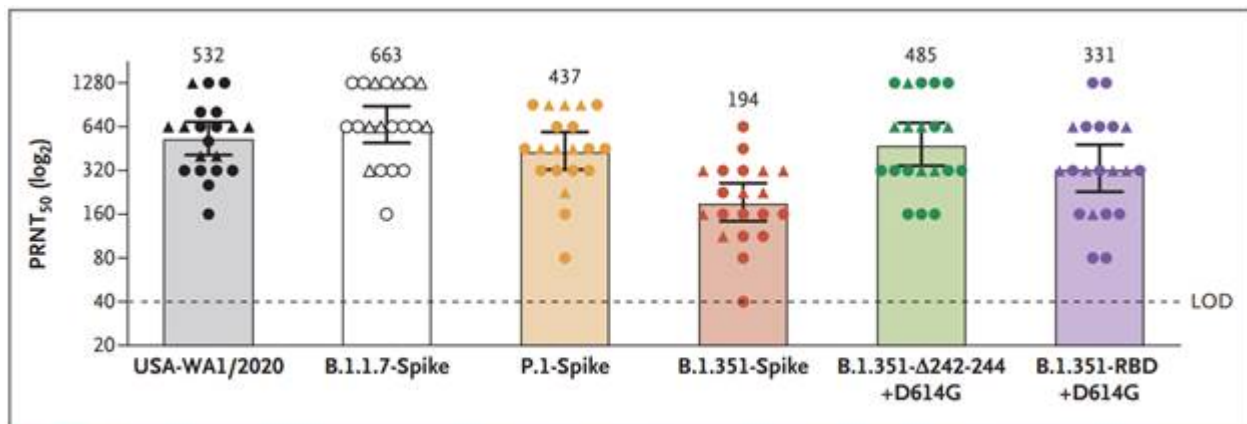 532
663
437
194
485
331
PRNT50 (log2)
1280
640
320
160
80
40
20
LOD
USA-WA1/2020
B.1.1.7-Spike
P.1-Spike
B.1.351-Spike
B.1.351-Δ242-244
+D614G
B.1.351-RBD
+D614G